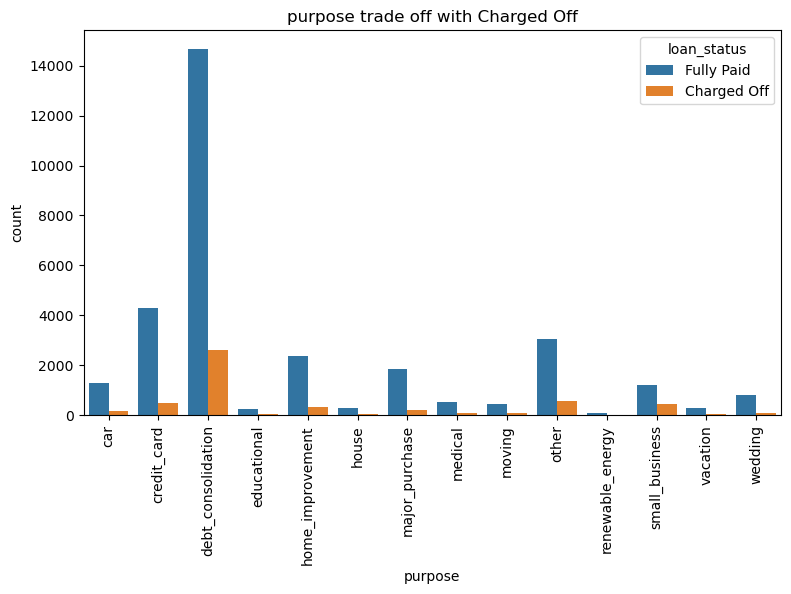 purpose trade off with Charged Off
loan_status
Fully Paid
Charged Off
14000
12000
10000
8000
6000
4000
2000
0
count
car
credit_card
debt_consolidation
educational
home_improvement
house
major_purchase
medical
moving
other
renewable_energy
small_business
vacation
wedding
purpose